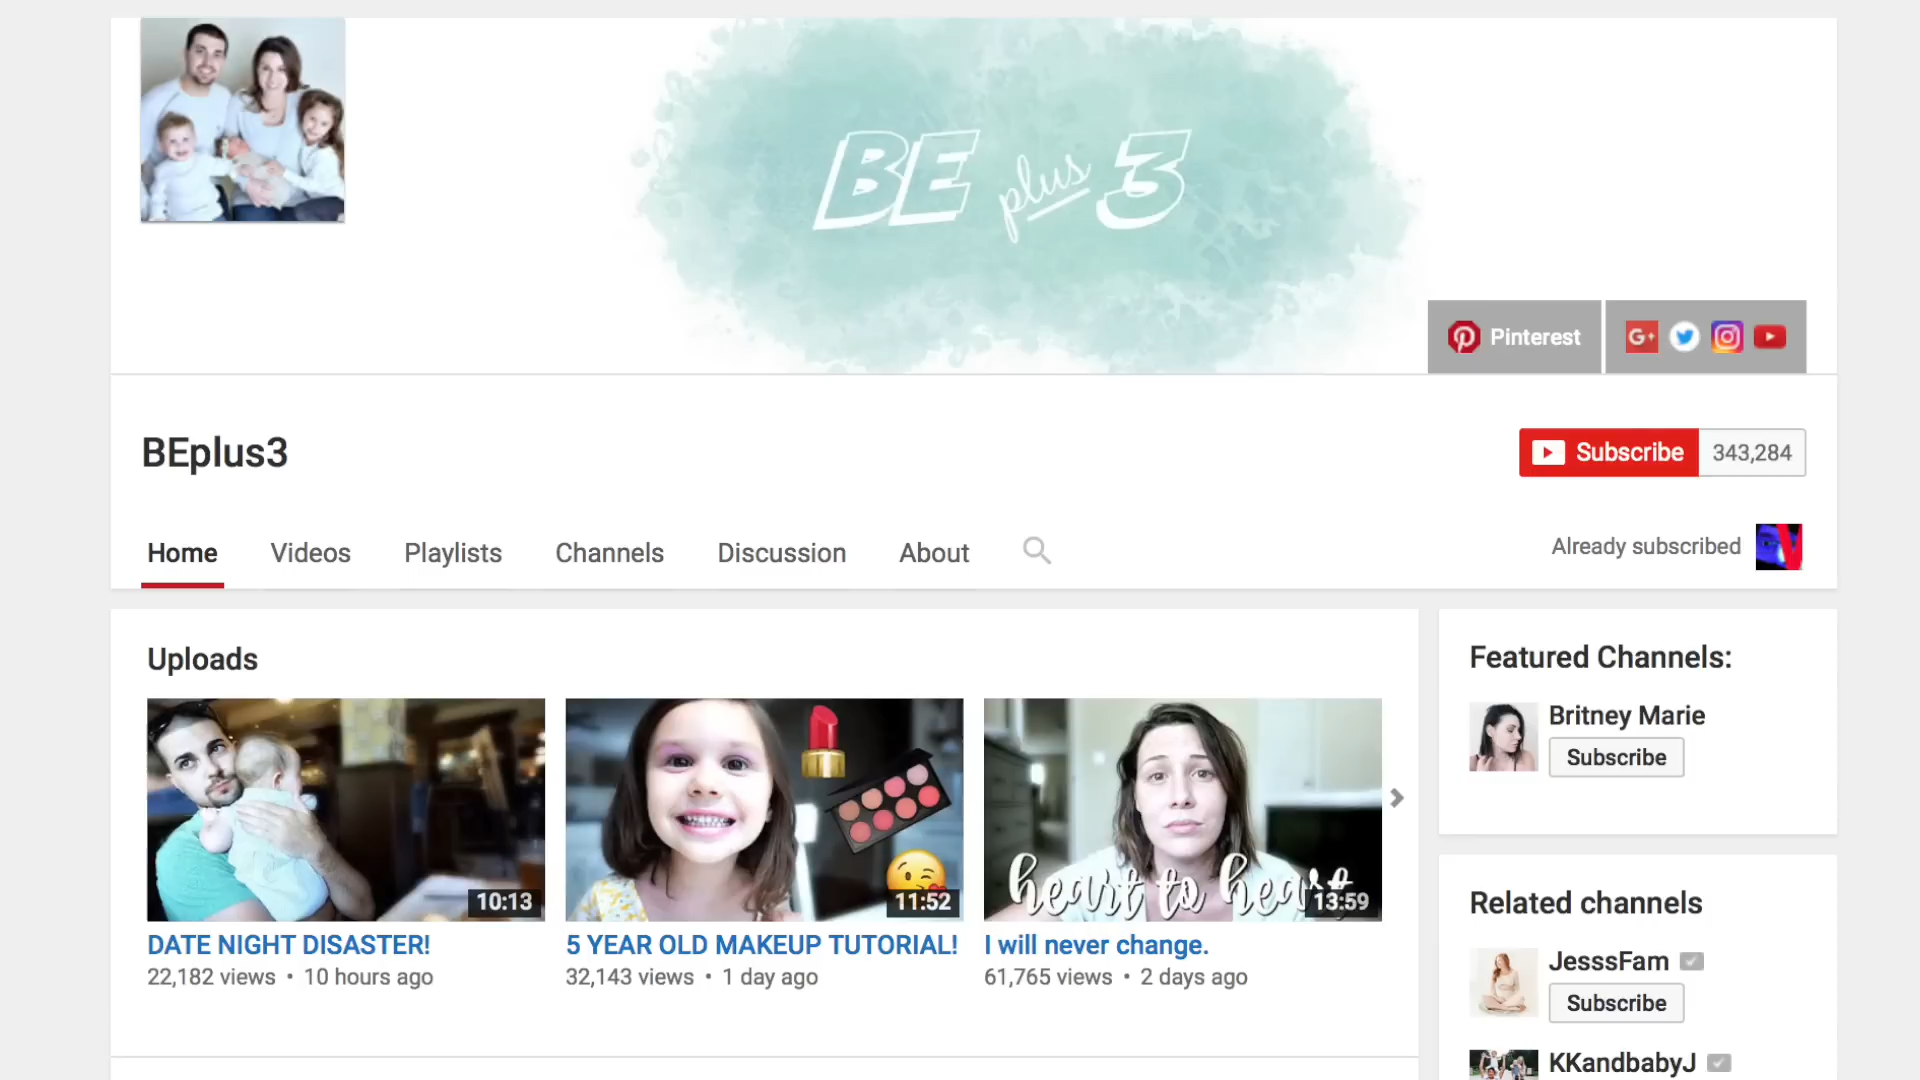 BE plus 3
Pinterest
BEplus3
Subscribe 343,284
Home Videos Playlists Channels Discussion About
Already subscribed
Uploads
10:13
11:52
heart to heart
13:59
DATE NIGHT DISASTER!
22,182 views • 10 hours ago
5 YEAR OLD MAKEUP TUTORIAL!
32,143 views • 1 day ago
I will never change.
61,765 views • 2 days ago
Featured Channels:
Britney Marie
Subscribe
Related channels
JesssFam
Subscribe
KKandbabyJ